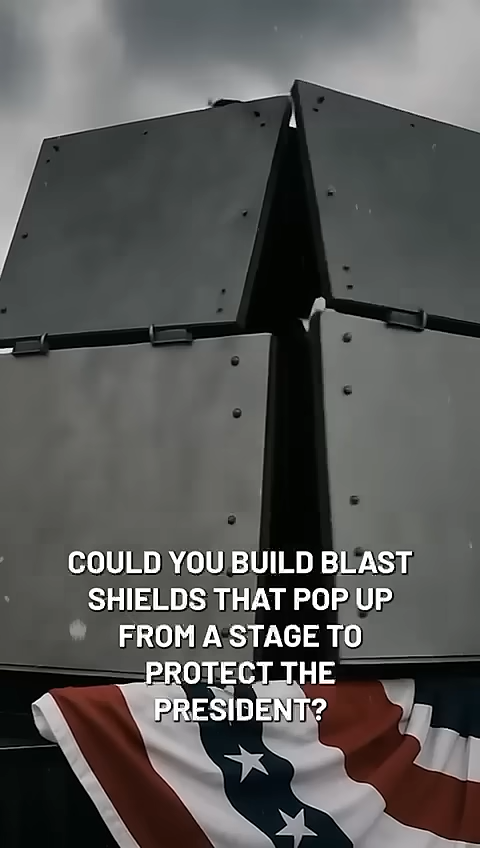 COULD YOU BUILD BLAST
SHIELDS THAT POP UP
FROM A STAGE TO
PROTECT THE
PRESIDENT?